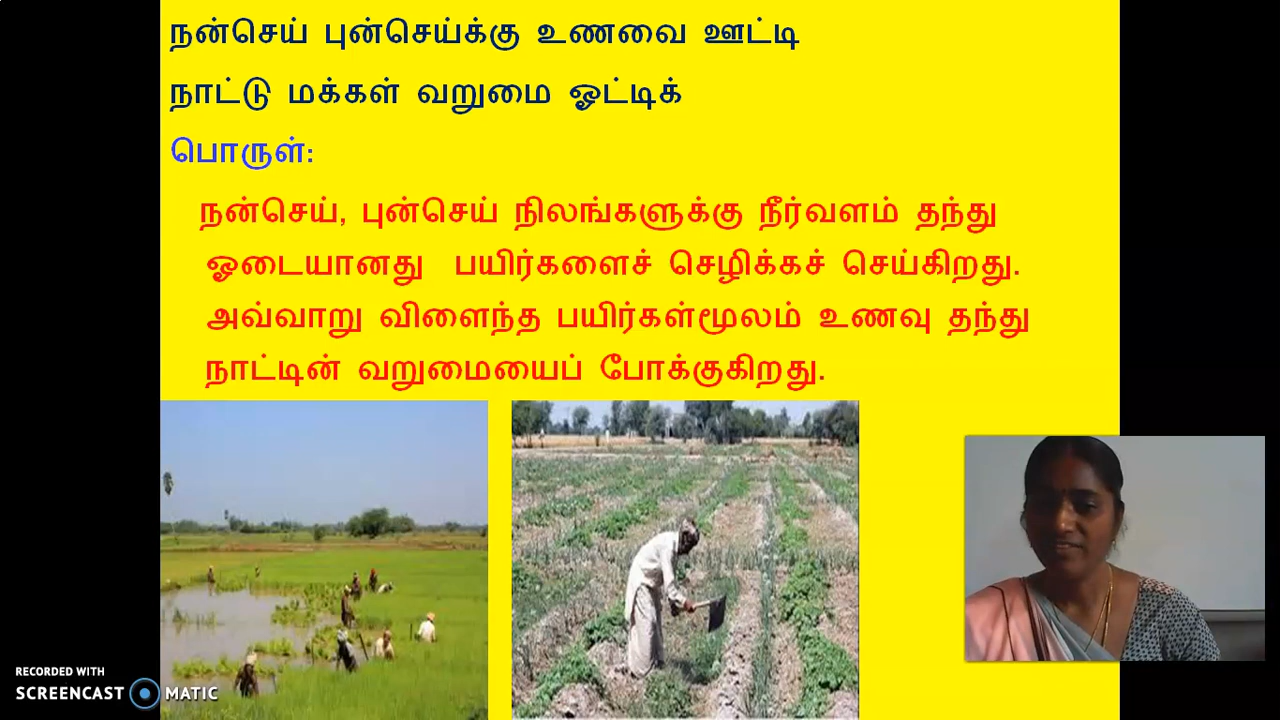 நன்செய் புன்செய்க்கு உணவை ஊட்டி
நாட்டு மக்கள் வறுமை ஓட்டிக்
பொருள்:
நன்செய், புன்செய் நிலங்களுக்கு நீர்வளம் தந்து
ஓடையானது பயிர்களைச் செழிக்கச் செய்கிறது.
அவ்வாறு விளைந்த பயிர்கள்மூலம் உணவு தந்து
நாட்டின் வறுமையைப் போக்குகிறது.
RECORDED WITH
SCREENCAST MATIC